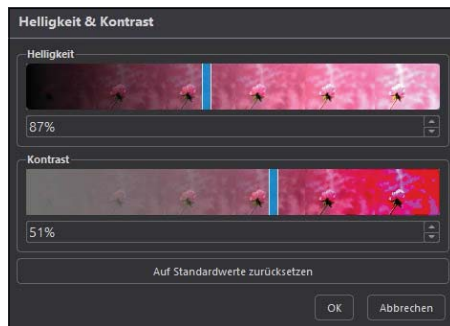 Helligkeit & Kontrast
Helligkeit
87%
Kontrast
51%
Auf Standardwerte zurücksetzen
OK
Abbrechen